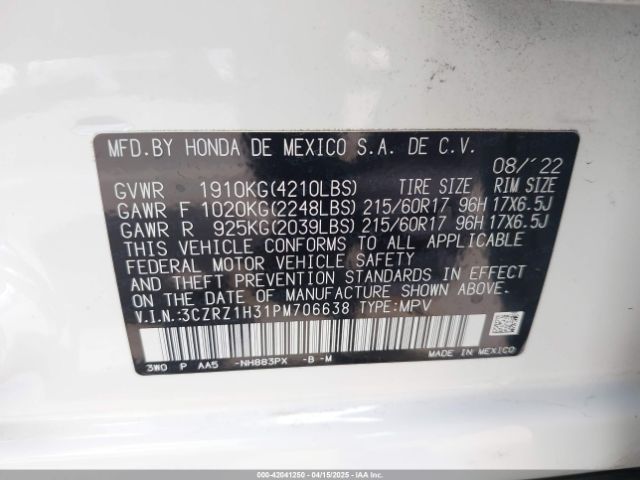 MFD.BY HONDA DE MEXICO S.A. DE C.V.
08/'22
GVWR 1910KG(4210LBS) TIRE SIZE RIM SIZE
GAWR F 1020KG(2248LBS) 215/60R17 96H 17X6.5J
GAWR R 925KG(2039LBS) 215/60R17 96H 17X6.5J
THIS VEHICLE CONFORMS TO ALL APPLICABLE
FEDERAL MOTOR VEHICLE SAFETY
AND THEFT PREVENTION STANDARDS IN EFFECT
ON THE DATE OF MANUFACTURE SHOWN ABOVE.
V.I.N.:3CZRZ1H31PM706638 TYPE:MPV
3W0 P AA5 -NH883PX -B-M MADE IN MEXICO
000-42041250 - 04/15/2025 - IAAI.COM